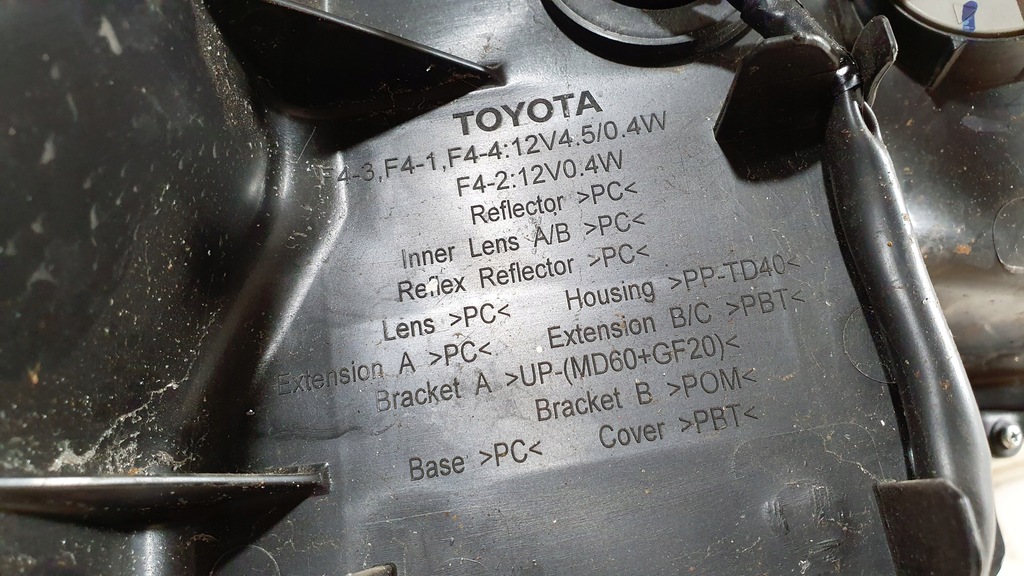 TOYOTA
F4-3,F4-1,F4-4:12V4.5/0.4W
F4-2:12V0.4W
Reflector >PC<
Inner Lens A/B >PC<
Reflex Reflector >PC<
Lens >PC< Housing >PP-TD40<
Extension A >PC< Extension B/C >PBT<
Bracket A >UP-(MD60+GF20)<
Bracket B >POM<
Base >PC< Cover >PBT<